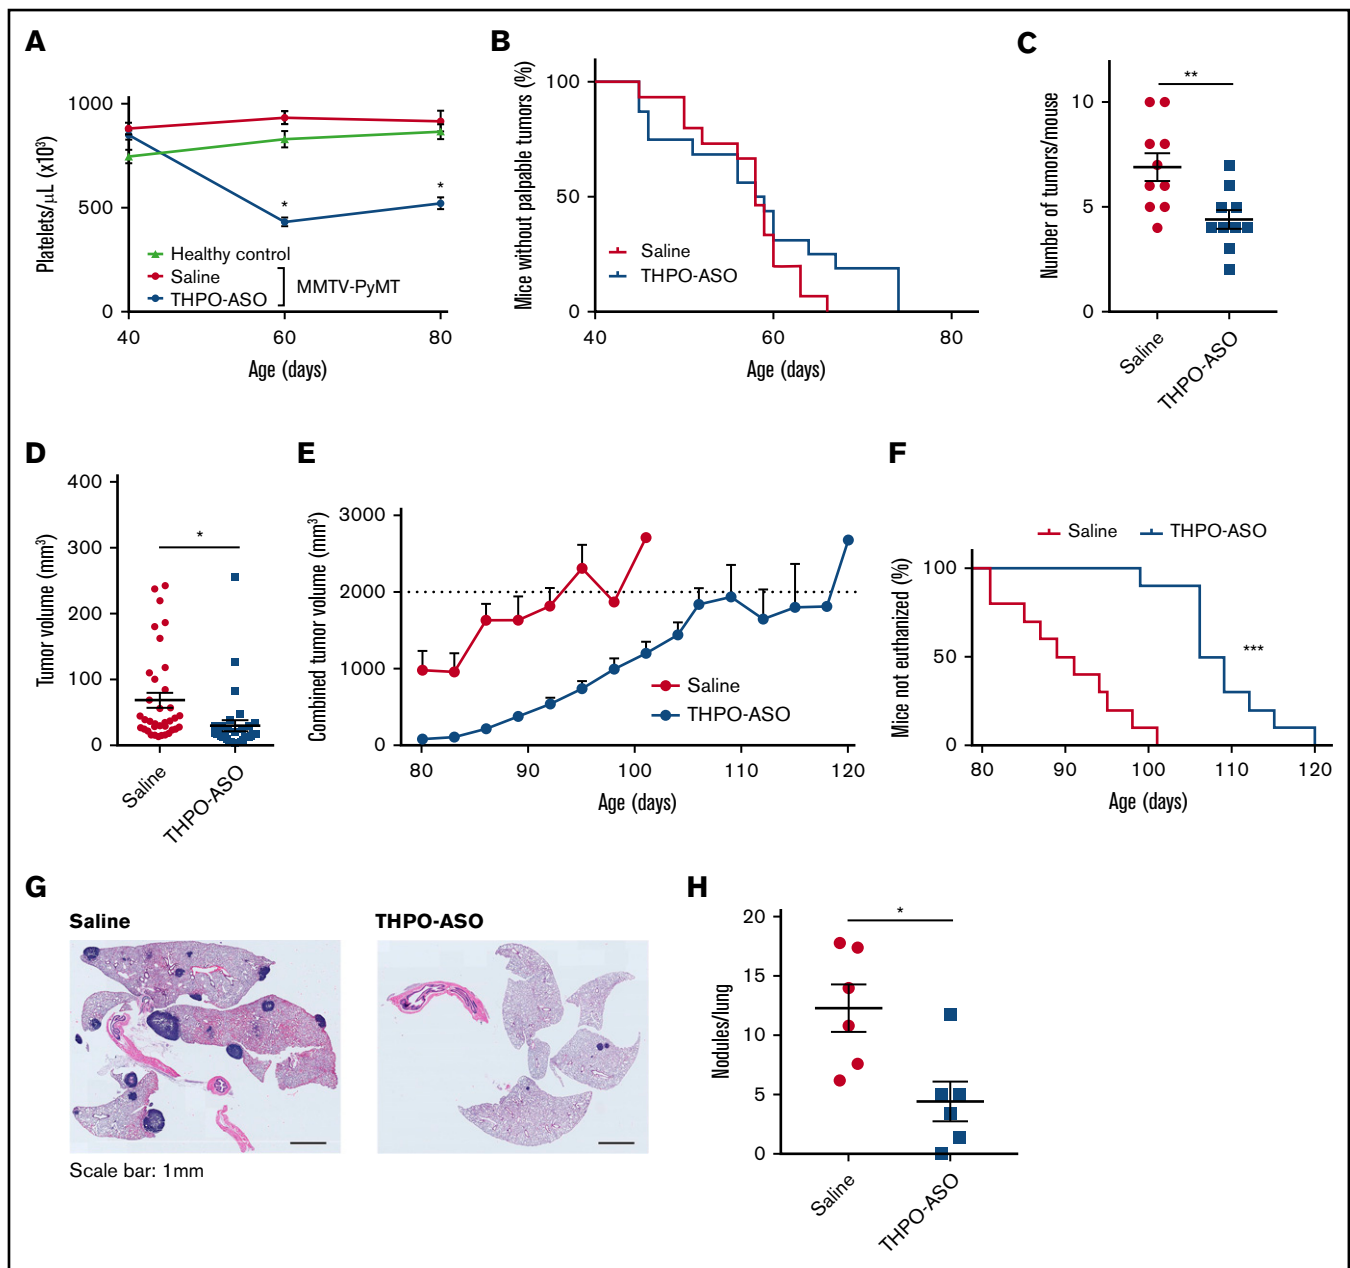 A
Platelets/μL (x10³)
1000
500
0
40
60
80
Age (days)
*
*
Healthy control
Saline
THPO-ASO
MMTV-PyMT
B
Mice without palpable tumors (%)
100
50
0
40
60
80
Age (days)
Saline
THPO-ASO
C
Number of tumors/mouse
10
5
0
**
Saline
THPO-ASO
D
Tumor volume (mm³)
400
300
200
100
0
*
Saline
THPO-ASO
E
Combined tumor volume (mm³)
3000
2000
1000
0
80
90
100
110
120
Age (days)
Saline
THPO-ASO
F
Saline
THPO-ASO
Mice not euthanized (%)
100
50
0
80
90
100
110
120
Age (days)
***
G
Saline
THPO-ASO
Scale bar: 1mm
H
Nodules/lung
20
15
10
5
0
*
Saline
THPO-ASO